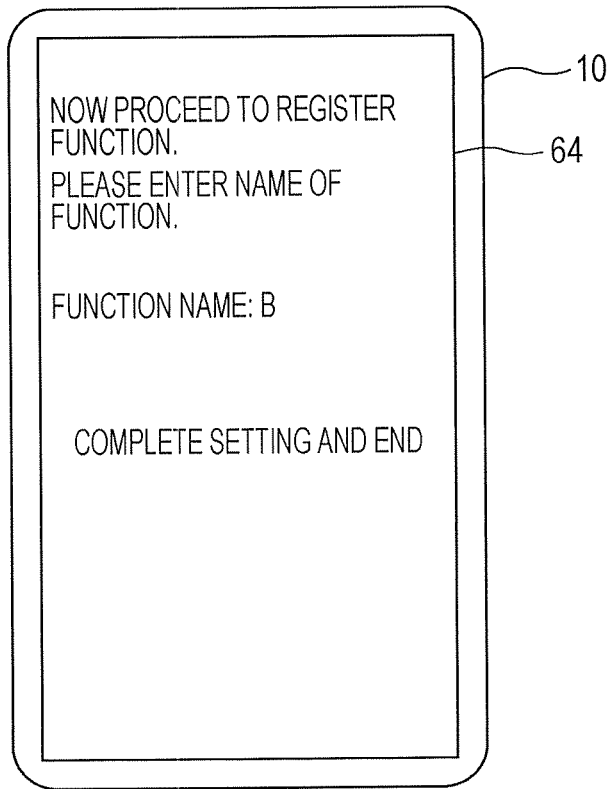 NOW PROCEED TO REGISTER
FUNCTION.
PLEASE ENTER NAME OF
FUNCTION.
FUNCTION NAME: B
COMPLETE SETTING AND END
10
64